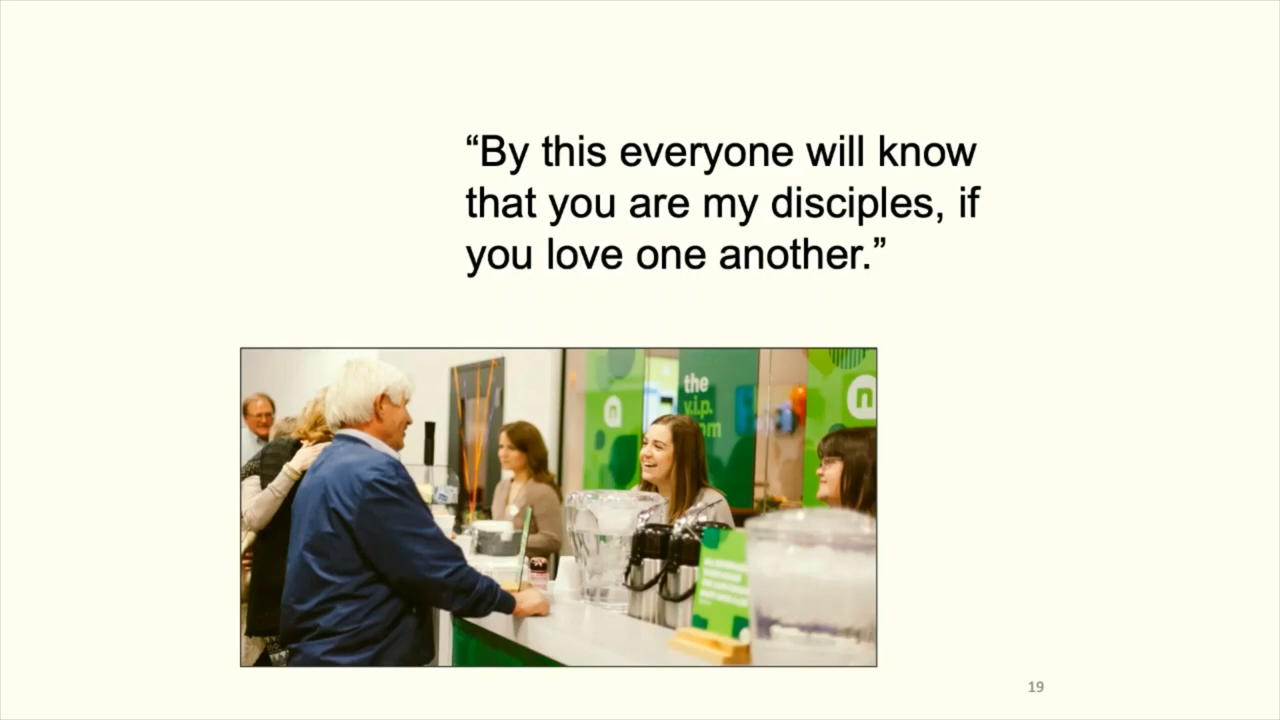 “By this everyone will know
that you are my disciples, if
you love one another.”
the
v.i.p.
n
n
19